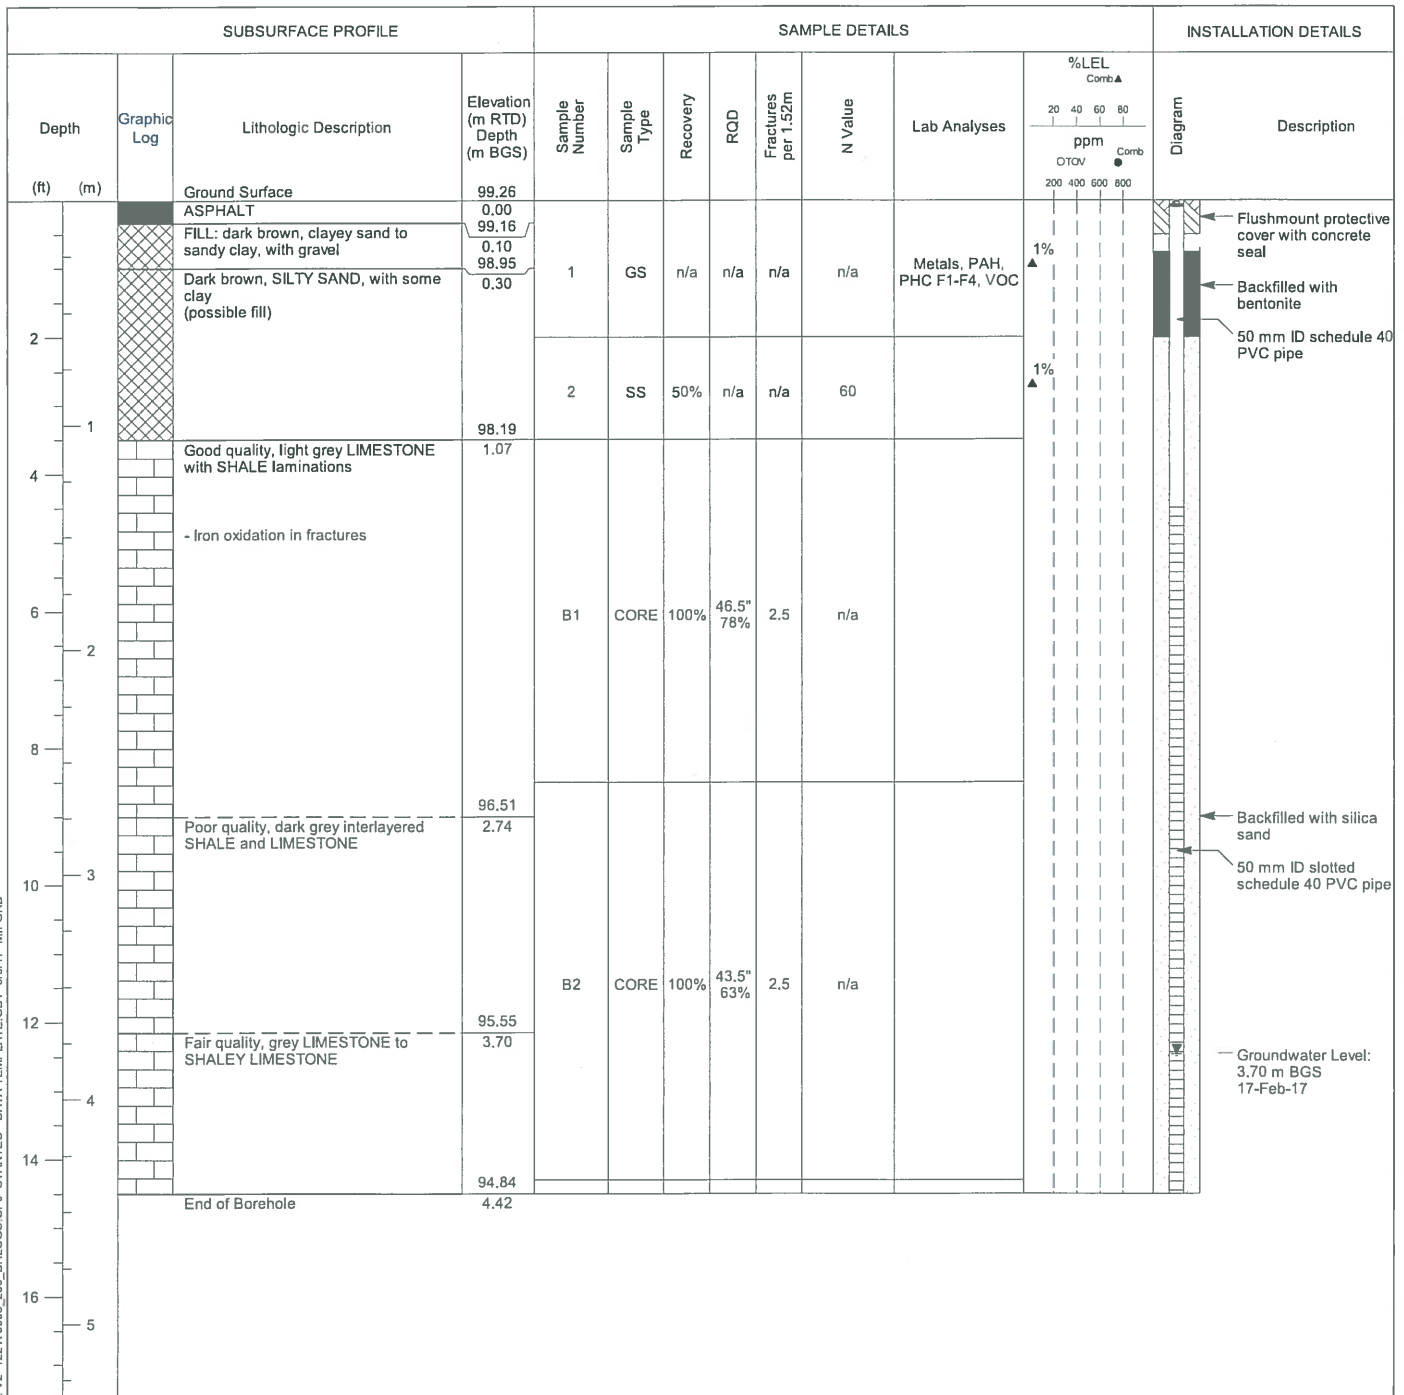 SUBSURFACE PROFILE
SAMPLE DETAILS
INSTALLATION DETAILS
Depth
(ft)
(m)
Graphic
Log
Lithologic Description
Elevation
(m RTD)
Depth
(m BGS)
Sample
Number
Sample
Type
Recovery
RQD
Fractures
per 1.52m
N Value
Lab Analyses
%LEL
Comb▲
20 40 60 80
ppm
Comb
OTOV ●
200 400 600 800
Diagram
Description
Ground Surface
99.26
ASPHALT
0.00
99.16
FILL: dark brown, clayey sand to
sandy clay, with gravel
0.10
98.95
Dark brown, SILTY SAND, with some
clay
(possible fill)
0.30
98.19
Good quality, light grey LIMESTONE
with SHALE laminations
1.07
- Iron oxidation in fractures
96.51
Poor quality, dark grey interlayered
SHALE and LIMESTONE
2.74
95.55
Fair quality, grey LIMESTONE to
SHALEY LIMESTONE
3.70
94.84
End of Borehole
4.42
2
4
6
8
10
12
14
16
1
2
3
4
5
1 GS n/a n/a n/a n/a
Metals, PAH,
PHC F1-F4, VOC
1%
2 SS 50% n/a n/a 60
1%
B1 CORE 100% 46.5"
78% 2.5 n/a
B2 CORE 100% 43.5"
63% 2.5 n/a
Flushmount protective
cover with concrete
seal
Backfilled with
bentonite
50 mm ID schedule 40
PVC pipe
Backfilled with silica
sand
50 mm ID slotted
schedule 40 PVC pipe
Groundwater Level:
3.70 m BGS
17-Feb-17